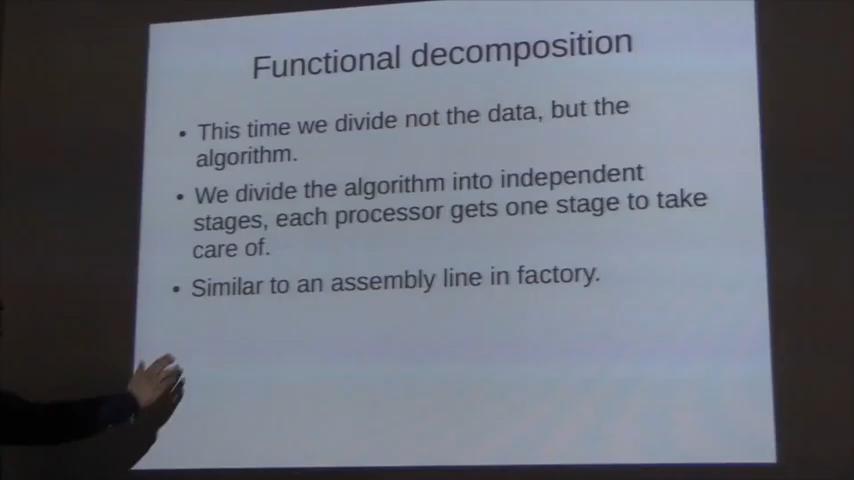 Functional decomposition
• This time we divide not the data, but the
algorithm.
• We divide the algorithm into independent
stages, each processor gets one stage to take
care of.
• Similar to an assembly line in factory.